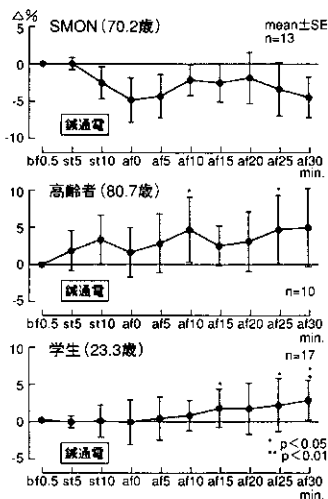 Δ%
SMON (70.2歳)
mean±SE
n=13
5
0
-5
-10
鍼通電
bf0.5 st5 st10 af0 af5 af10 af15 af20 af25 af30
min.
高齢者 (80.7歳)
10
5
0
5
*
*
鍼通電
n=10
bf0.5 st5 st10 af0 af5 af10 af15 af20 af25 af30
min.
学生 (23.3歳)
n=17
10
5
0
-5
*
*
*
*
鍼通電
* p<0.05
** p<0.01
bf0.5 st5 st10 af0 af5 af10 af15 af20 af25 af30
min.